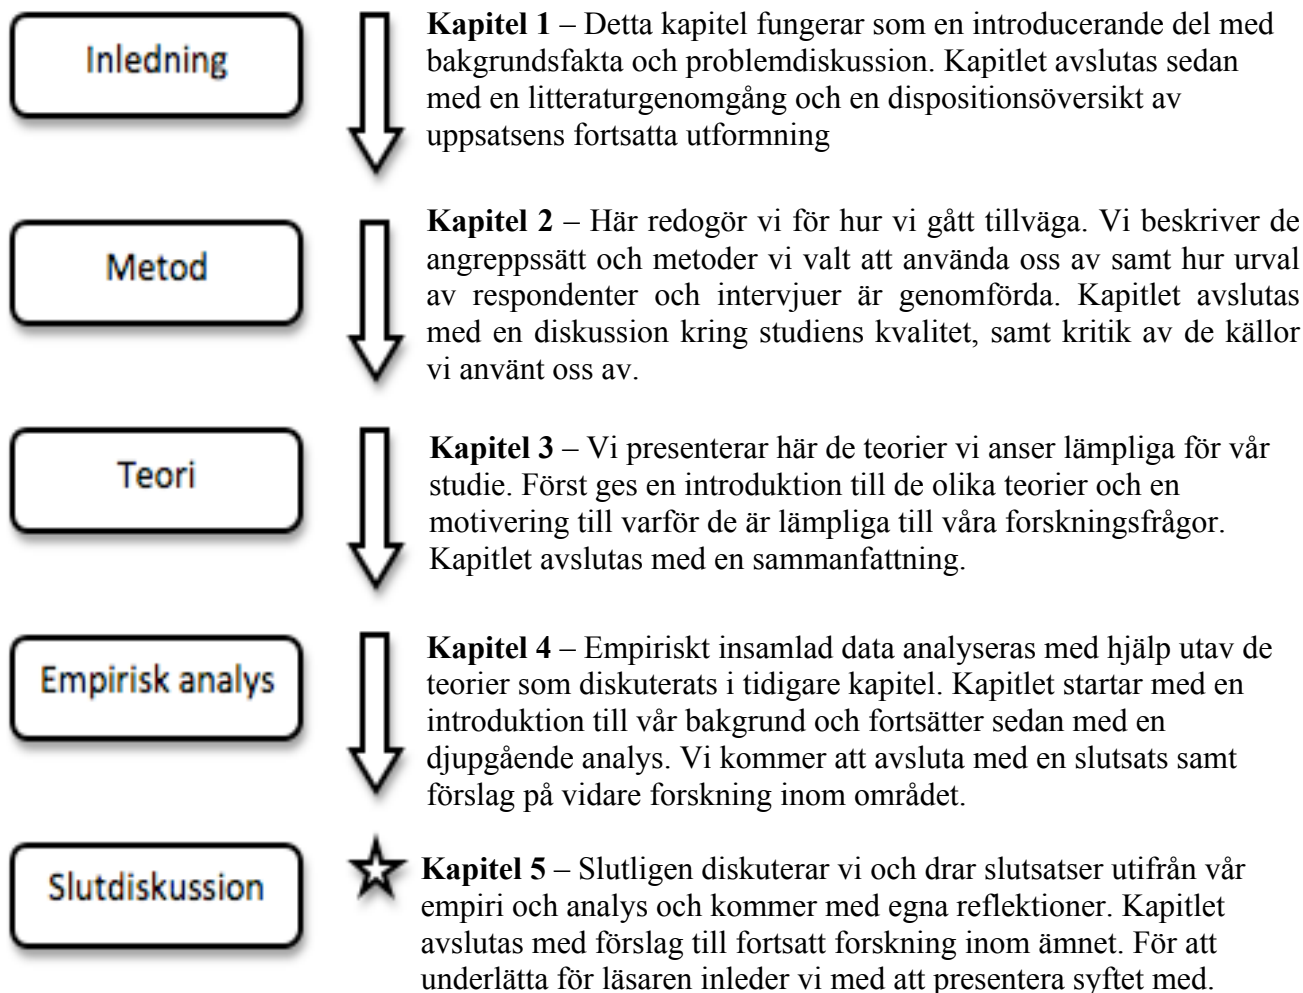 Inledning
Kapitel 1 – Detta kapitel fungerar som en introducerande del med
bakgrundsfakta och problemdiskussion. Kapitlet avslutas sedan
med en litteraturgenomgång och en dispositionsöversikt av
uppsatsens fortsatta utformning
Metod
Kapitel 2 – Här redogör vi för hur vi gått tillväga. Vi beskriver de
angreppssätt och metoder vi valt att använda oss av samt hur urval
av respondenter och intervjuer är genomförda. Kapitlet avslutas
med en diskussion kring studiens kvalitet, samt kritik av de källor
vi använt oss av.
Teori
Kapitel 3 – Vi presenterar här de teorier vi anser lämpliga för vår
studie. Först ges en introduktion till de olika teorier och en
motivering till varför de är lämpliga till våra forskningsfrågor.
Kapitlet avslutas med en sammanfattning.
Empirisk analys
Kapitel 4 – Empiriskt insamlad data analyseras med hjälp utav de
teorier som diskuterats i tidigare kapitel. Kapitlet startar med en
introduktion till vår bakgrund och fortsätter sedan med en
djupgående analys. Vi kommer att avsluta med en slutsats samt
förslag på vidare forskning inom området.
Slutdiskussion
Kapitel 5 – Slutligen diskuterar vi och drar slutsatser utifrån vår
empiri och analys och kommer med egna reflektioner. Kapitlet
avslutas med förslag till fortsatt forskning inom ämnet. För att
underlätta för läsaren inleder vi med att presentera syftet med.